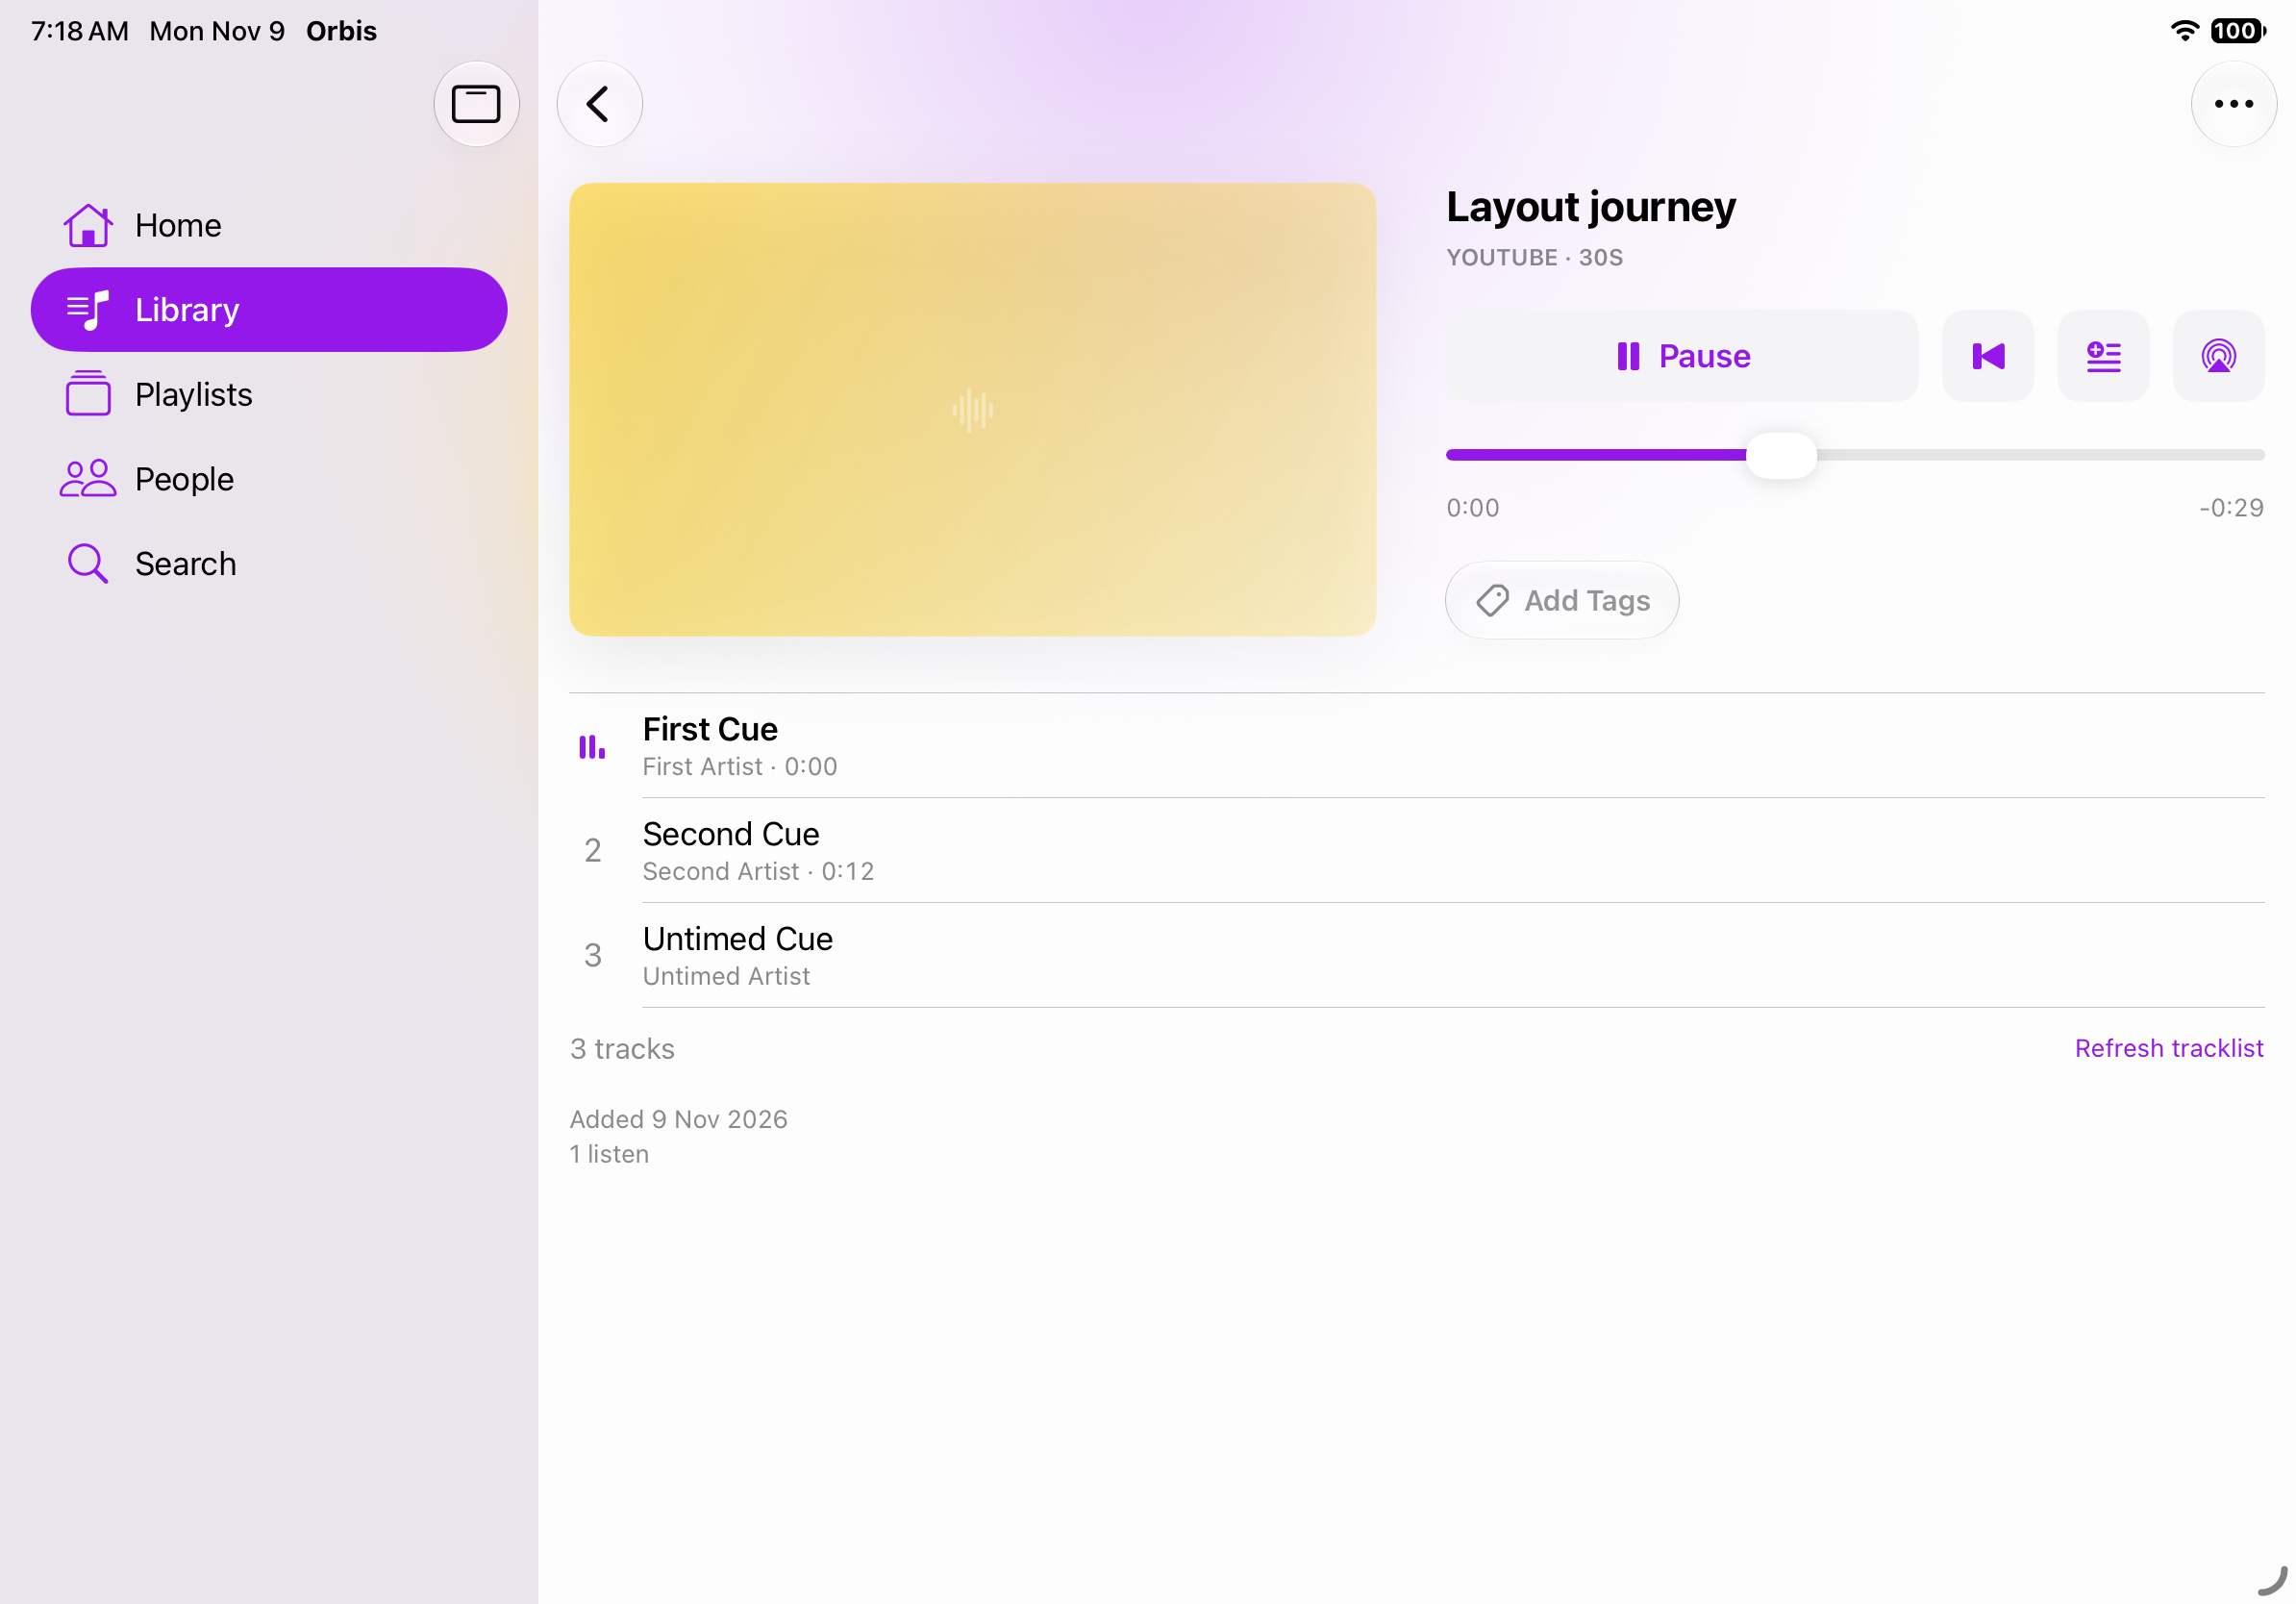 7:18 AM Mon Nov 9 Orbis
100
Home
Library
Playlists
People
Search
Layout journey
YOUTUBE · 30S
Pause
0:00
-0:29
Add Tags
First Cue
First Artist · 0:00
2
Second Cue
Second Artist · 0:12
3
Untimed Cue
Untimed Artist
3 tracks
Refresh tracklist
Added 9 Nov 2026
1 listen